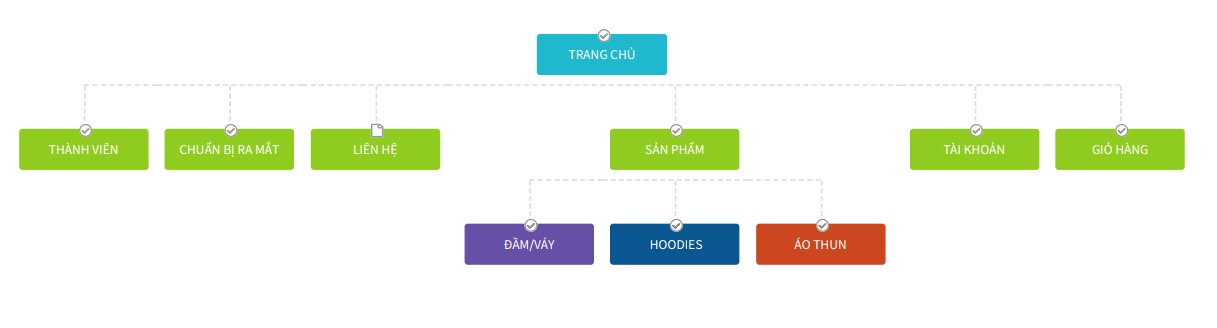 TRANG CHỦ
THÀNH VIÊN
CHUẨN BỊ RA MẮT
LIÊN HỆ
SẢN PHẨM
TÀI KHOẢN
GIỎ HÀNG
ĐẦM/VÁY
HOODIES
ÁO THUN